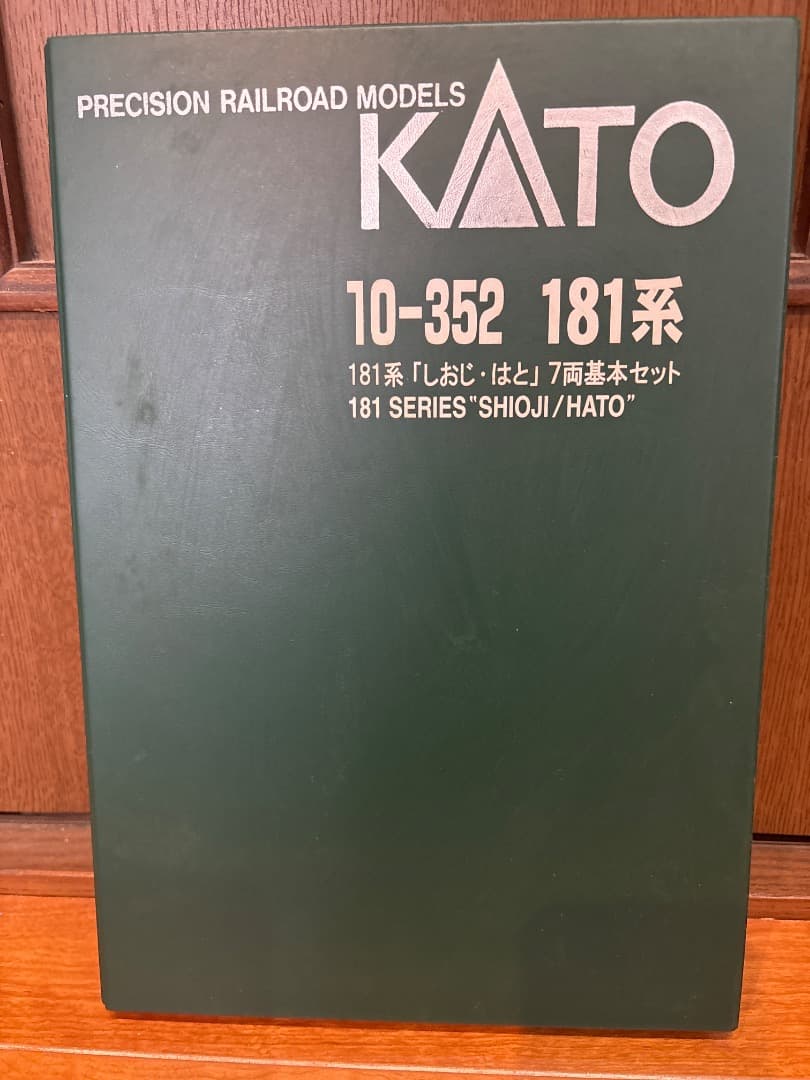 PRECISION RAILROAD MODELS
KATO
10-352 181系
181系「しおじ・はと」7両基本セット
181 SERIES "SHIOJI/HATO"